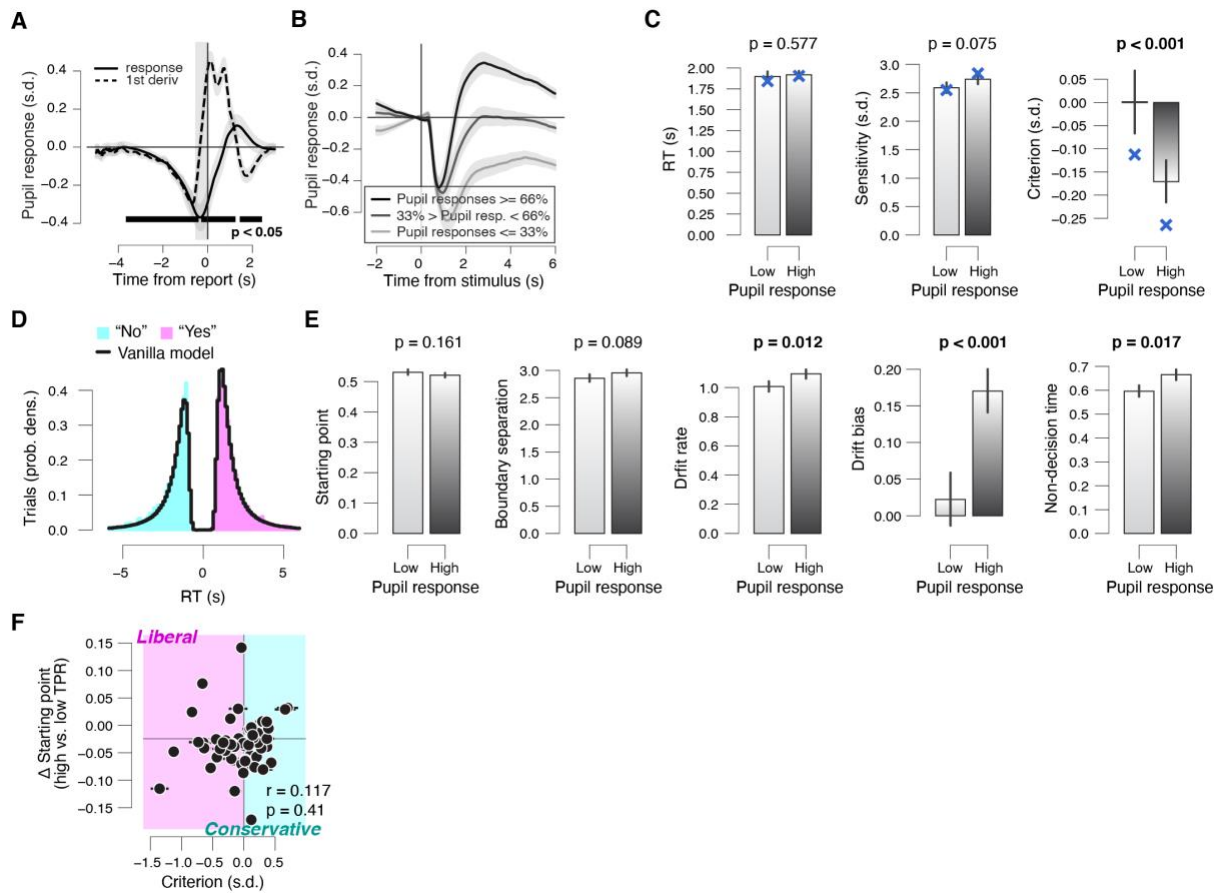 A
Pupil response (s.d.)
0.4
0.2
0.0
−0.2
−0.4
response
1st deriv
p < 0.05
−4
−2
0
2
Time from report (s)
B
Pupil response (s.d.)
0.4
0.2
0.0
−0.2
−0.4
−0.6
Pupil responses >= 66%
33% > Pupil resp. < 66%
Pupil responses <= 33%
−2
0
2
4
6
Time from stimulus (s)
C
p = 0.577
RT (s)
2.00
1.75
1.50
1.25
1.00
0.75
0.50
0.25
0.00
Low High
Pupil response
p = 0.075
Sensitivity (s.d.)
3.0
2.5
2.0
1.5
1.0
0.5
0.0
Low High
Pupil response
p < 0.001
Criterion (s.d.)
0.05
0.00
−0.05
−0.10
−0.15
−0.20
−0.25
Low High
Pupil response
D
"No" "Yes"
Vanilla model
Trials (prob. dens.)
0.4
0.3
0.2
0.1
0.0
−5
0
5
RT (s)
E
p = 0.161
Starting point
0.5
0.4
0.3
0.2
0.1
0.0
Low High
Pupil response
p = 0.089
Boundary separation
3.0
2.5
2.0
1.5
1.0
0.5
0.0
Low High
Pupil response
p = 0.012
Drfit rate
1.0
0.8
0.6
0.4
0.2
0.0
Low High
Pupil response
p < 0.001
Drift bias
0.20
0.15
0.10
0.05
0.00
Low High
Pupil response
p = 0.017
Non-decision time
0.7
0.6
0.5
0.4
0.3
0.2
0.1
0.0
Low High
Pupil response
F
Liberal
Δ Starting point
(high vs. low TPR)
0.15
0.10
0.05
0.00
−0.05
−0.10
−0.15
r = 0.117
p = 0.41
Conservative
−1.5
−1.0
−0.5
0.0
0.5
Criterion (s.d.)